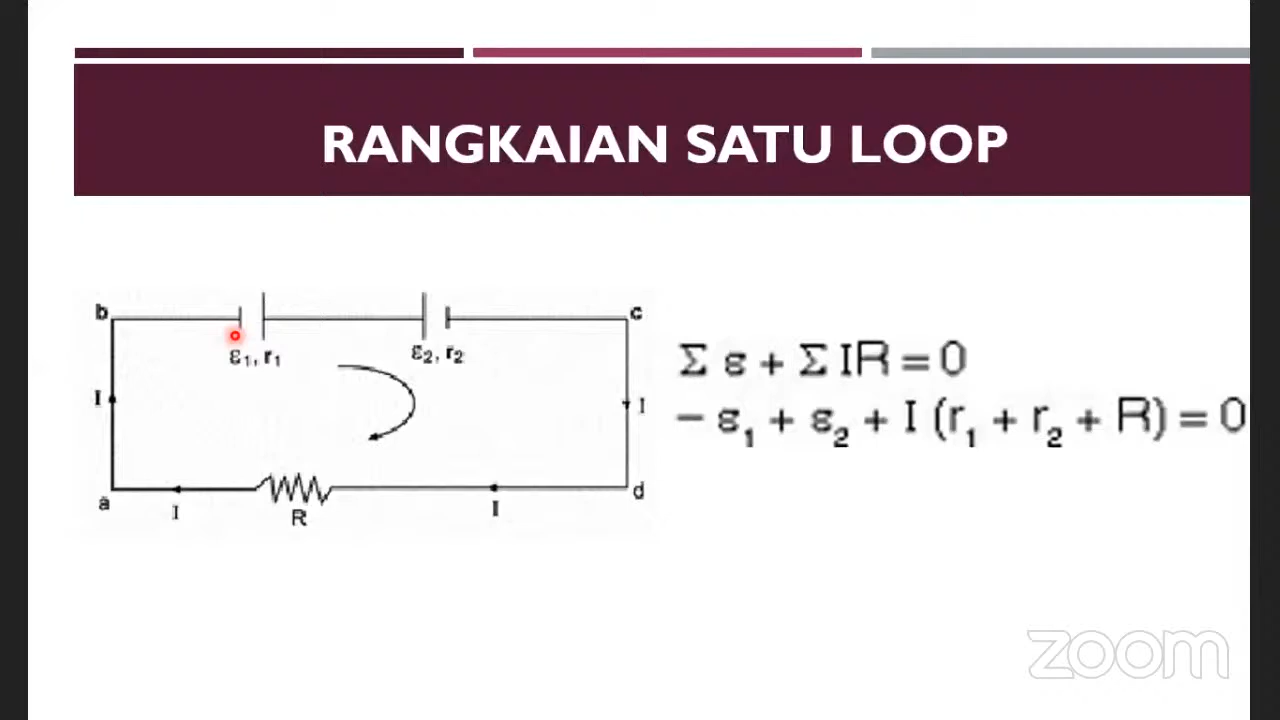 RANGKAIAN SATU LOOP
b
c
ε₁, r₁
ε₂, r₂
I
I
a
d
I
R
I
Σ ε + Σ IR = 0
− ε₁ + ε₂ + I (r₁ + r₂ + R) = 0
zoom